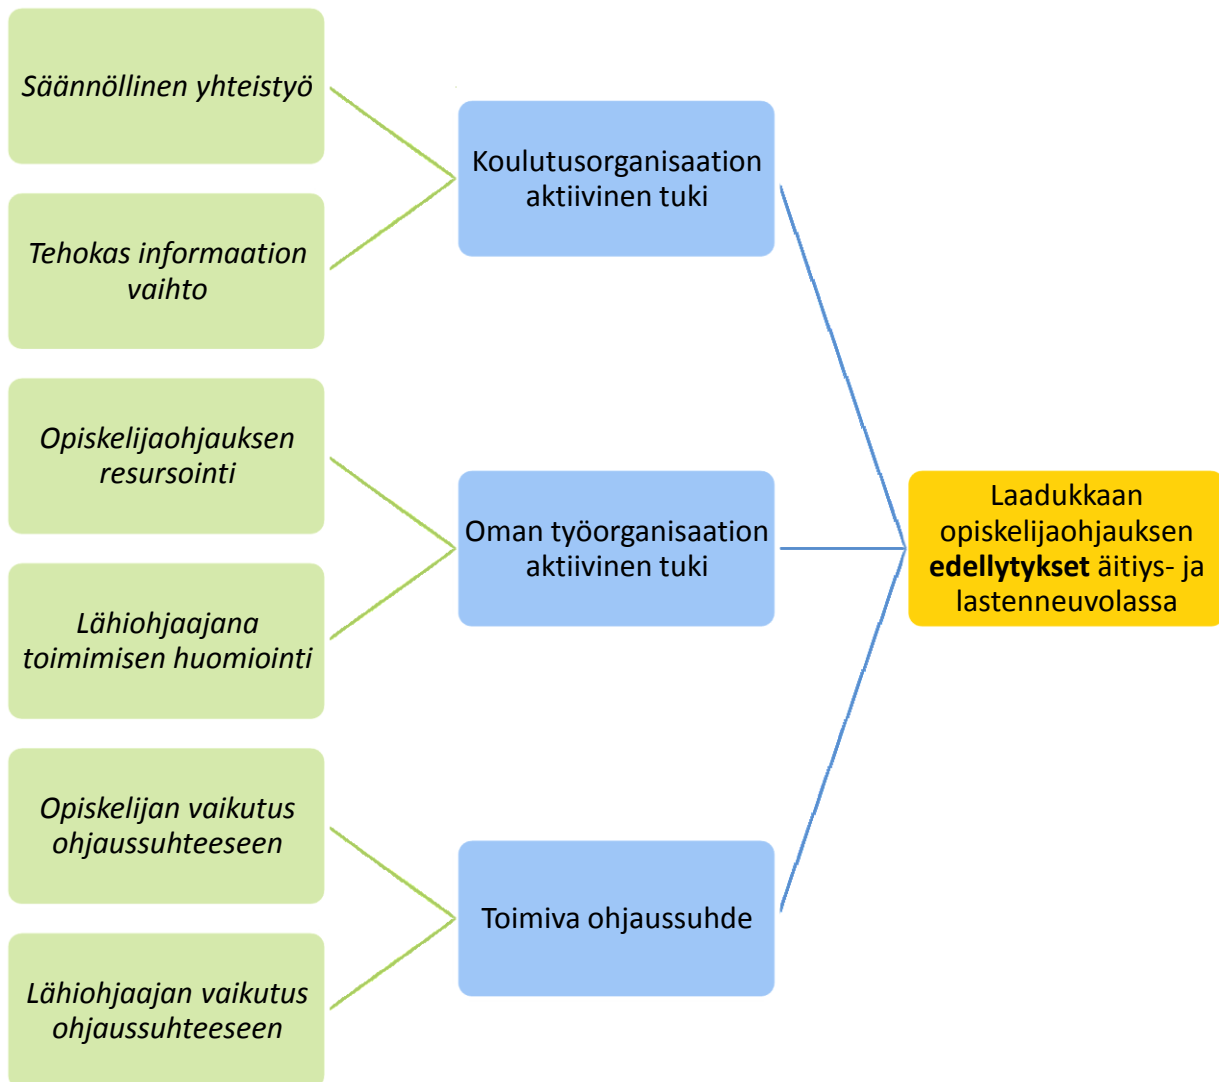 Säännöllinen yhteistyö
Tehokas informaation
vaihto
Opiskelijaohjauksen
resursointi
Lähiohjaajana
toimimisen huomiointi
Opiskelijan vaikutus
ohjaussuhteeseen
Lähiohjaajan vaikutus
ohjaussuhteeseen
Koulutusorganisaation
aktiivinen tuki
Oman työorganisaation
aktiivinen tuki
Toimiva ohjaussuhde
Laadukkaan
opiskelijaohjauksen
edellytykset äitiys- ja
lastenneuvolassa